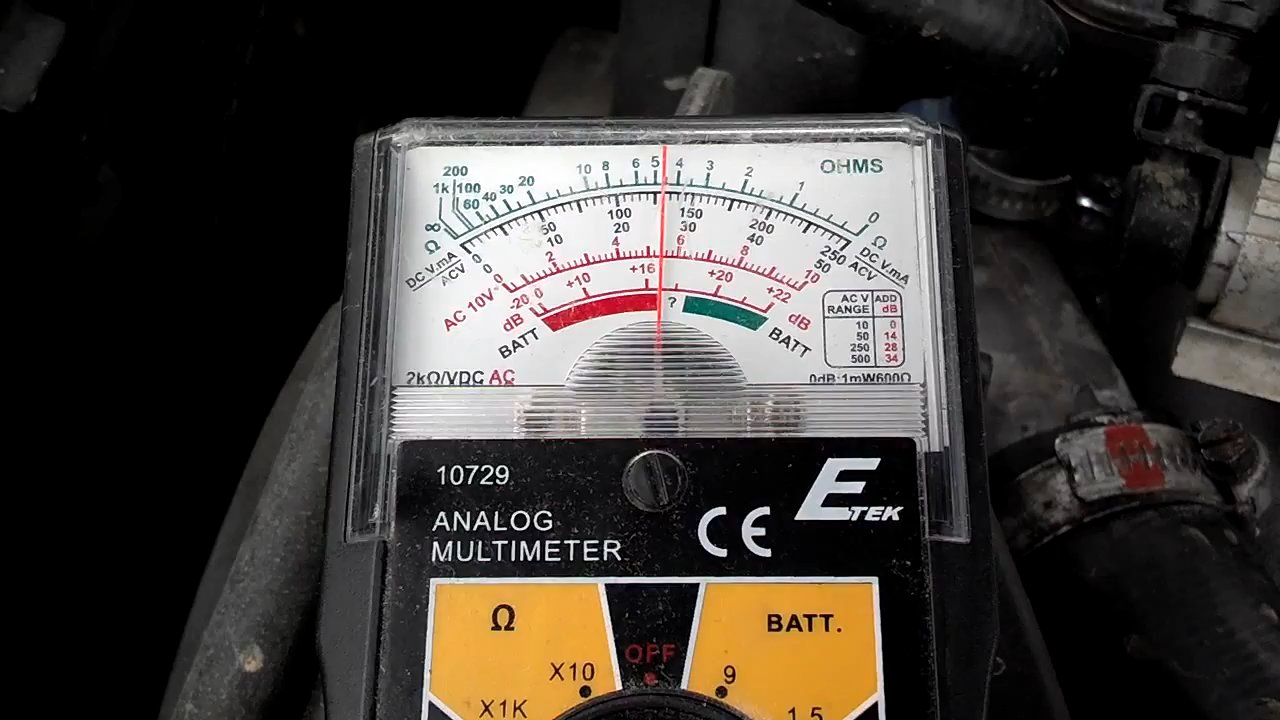 200
1k 100 60 40 30 20 10 8 6 5 4 3 2 1 0
OHMS
Ω ∞ Ω
0 50 100 150 200 250
DC V.mA DC V.mA
0 10 20 30 40 50
ACV ACV
AC 10V 0 2 4 6 8 10
dB -20 0 +10 +16 +20 +22 dB
BATT ? BATT
AC V RANGE ADD dB
10 0
50 14
250 28
500 34
2kΩ/VDC AC
0dB:1mW600Ω
10729
ETEK
ANALOG
MULTIMETER
CE
Ω
BATT.
OFF
X10
9
X1K
1.5